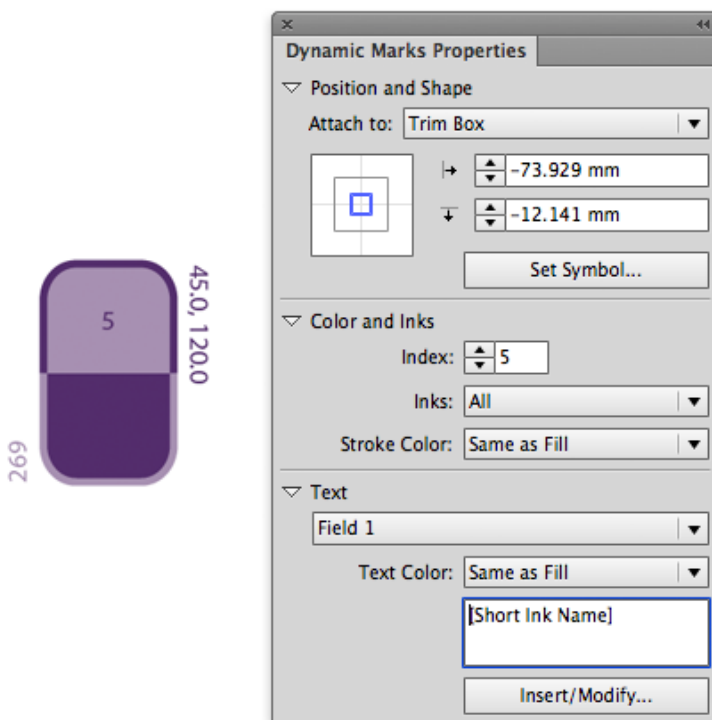 Dynamic Marks Properties
Position and Shape
Attach to: Trim Box
-73.929 mm
-12.141 mm
Set Symbol...
Color and Inks
Index: 5
Inks: All
Stroke Color: Same as Fill
Text
Field 1
Text Color: Same as Fill
[Short Ink Name]
Insert/Modify...
5
45.0, 120.0
269